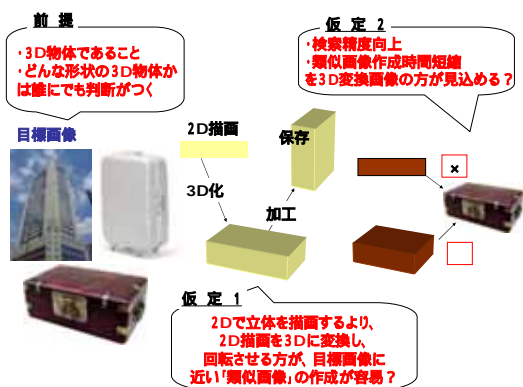 前 提
・3D物体であること
・どんな形状の3D物体か
は誰にでも判断がつく
目標画像
2D描画
3D化
加工
保存
仮 定 2
・検索精度向上
・類似画像作成時間短縮
を3D変換画像の方が見込める？
×
仮 定 1
2Dで立体を描画するより、
2D描画を3Dに変換し、
回転させる方が、目標画像に
近い「類似画像」の作成が容易？